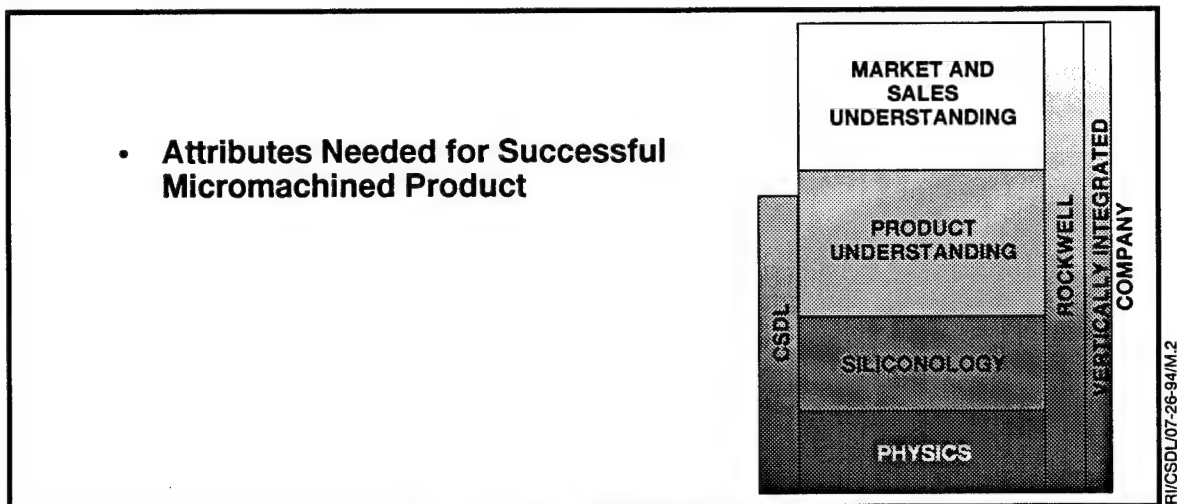 • Attributes Needed for Successful
Micromachined Product
MARKET AND
SALES
UNDERSTANDING
PRODUCT
UNDERSTANDING
SILICONOLOGY
PHYSICS
CSDL
ROCKWELL
VERTICALLY INTEGRATED
COMPANY
RI/CSDL/07-26-94/M.2